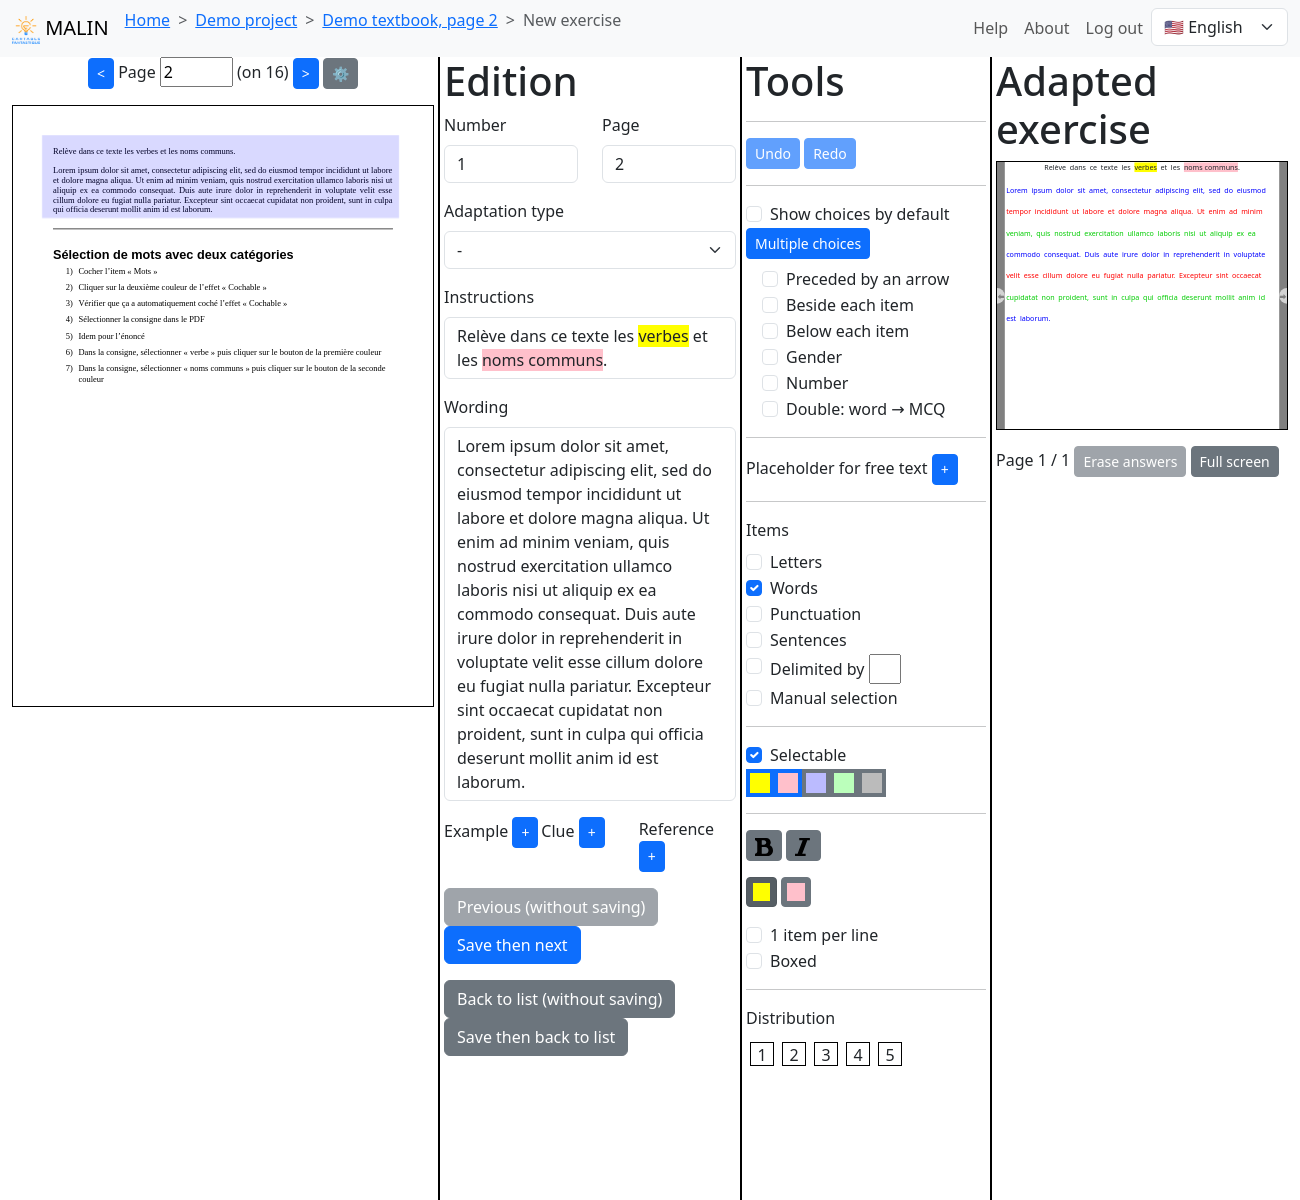 MALIN
Home > Demo project > Demo textbook, page 2 > New exercise
Help About Log out 🇺🇸 English
< Page 2 (on 16) > ⚙️
Relève dans ce texte les verbes et les noms communs.
Lorem ipsum dolor sit amet, consectetur adipiscing elit, sed do eiusmod tempor incididunt ut labore
et dolore magna aliqua. Ut enim ad minim veniam, quis nostrud exercitation ullamco laboris nisi ut
aliquip ex ea commodo consequat. Duis aute irure dolor in reprehenderit in voluptate velit esse
cillum dolore eu fugiat nulla pariatur. Excepteur sint occaecat cupidatat non proident, sunt in culpa
qui officia deserunt mollit anim id est laborum.
Sélection de mots avec deux catégories
1) Cocher l’item « Mots »
2) Cliquer sur la deuxième couleur de l’effet « Cochable »
3) Vérifier que ça a automatiquement coché l’effet « Cochable »
4) Sélectionner la consigne dans le PDF
5) Idem pour l’énoncé
6) Dans la consigne, sélectionner « verbe » puis cliquer sur le bouton de la première couleur
7) Dans la consigne, sélectionner « noms communs » puis cliquer sur le bouton de la seconde
couleur
Edition
Number Page
1 2
Adaptation type
-
Instructions
Relève dans ce texte les verbes et
les noms communs.
Wording
Lorem ipsum dolor sit amet,
consectetur adipiscing elit, sed do
eiusmod tempor incididunt ut
labore et dolore magna aliqua. Ut
enim ad minim veniam, quis
nostrud exercitation ullamco
laboris nisi ut aliquip ex ea
commodo consequat. Duis aute
irure dolor in reprehenderit in
voluptate velit esse cillum dolore
eu fugiat nulla pariatur. Excepteur
sint occaecat cupidatat non
proident, sunt in culpa qui officia
deserunt mollit anim id est
laborum.
Example + Clue + Reference
+
Previous (without saving)
Save then next
Back to list (without saving)
Save then back to list
Tools
Undo Redo
Show choices by default
Multiple choices
Preceded by an arrow
Beside each item
Below each item
Gender
Number
Double: word → MCQ
Placeholder for free text +
Items
Letters
Words
Punctuation
Sentences
Delimited by
Manual selection
Selectable
B I
1 item per line
Boxed
Distribution
1 2 3 4 5
Adapted
exercise
Relève dans ce texte les verbes et les noms communs.
Lorem ipsum dolor sit amet, consectetur adipiscing elit, sed do eiusmod
tempor incididunt ut labore et dolore magna aliqua. Ut enim ad minim
veniam, quis nostrud exercitation ullamco laboris nisi ut aliquip ex ea
commodo consequat. Duis aute irure dolor in reprehenderit in voluptate
velit esse cillum dolore eu fugiat nulla pariatur. Excepteur sint occaecat
cupidatat non proident, sunt in culpa qui officia deserunt mollit anim id
est laborum.
Page 1 / 1 Erase answers Full screen